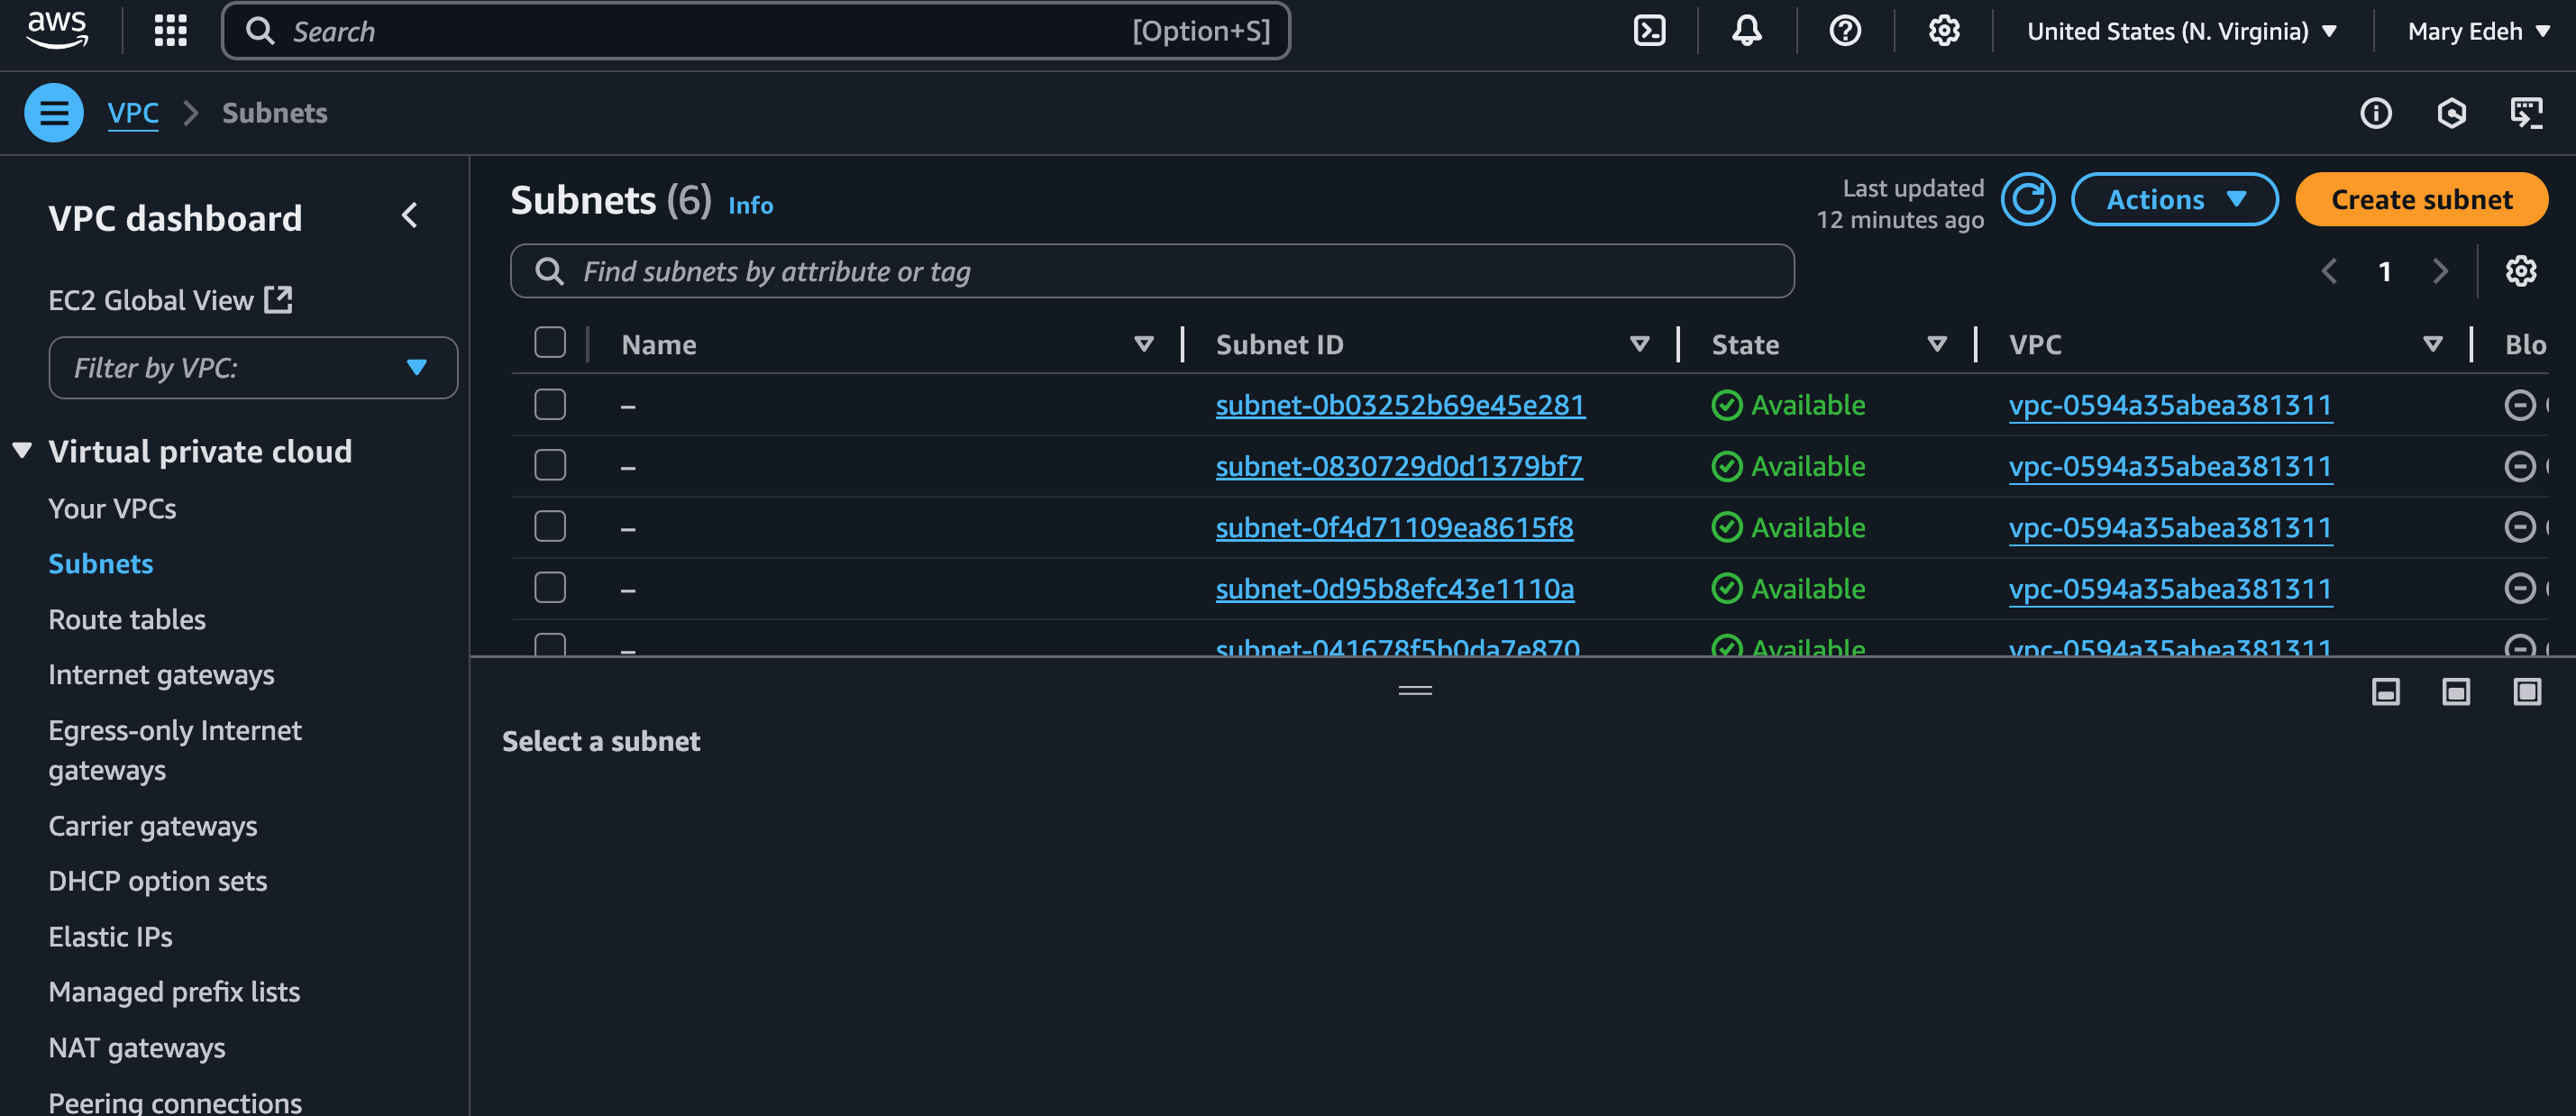 aws
Search [Option+S]
United States (N. Virginia)
Mary Edeh
VPC
Subnets
VPC dashboard
EC2 Global View
Filter by VPC:
Virtual private cloud
Your VPCs
Subnets
Route tables
Internet gateways
Egress-only Internet
gateways
Carrier gateways
DHCP option sets
Elastic IPs
Managed prefix lists
NAT gateways
Peering connections
Subnets (6) Info
Last updated
12 minutes ago
Actions
Create subnet
Find subnets by attribute or tag
1
Name Subnet ID State VPC Blo
– subnet-0b03252b69e45e281 Available vpc-0594a35abea381311
– subnet-0830729d0d1379bf7 Available vpc-0594a35abea381311
– subnet-0f4d71109ea8615f8 Available vpc-0594a35abea381311
– subnet-0d95b8efc43e1110a Available vpc-0594a35abea381311
– subnet-041678f5b0da7e870 Available vpc-0594a35abea381311
Select a subnet